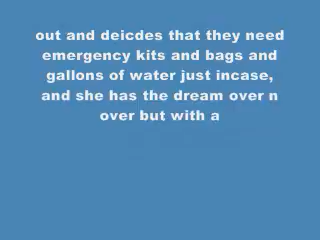 out and deicdes that they need
emergency kits and bags and
gallons of water just incase,
and she has the dream over n
over but with a